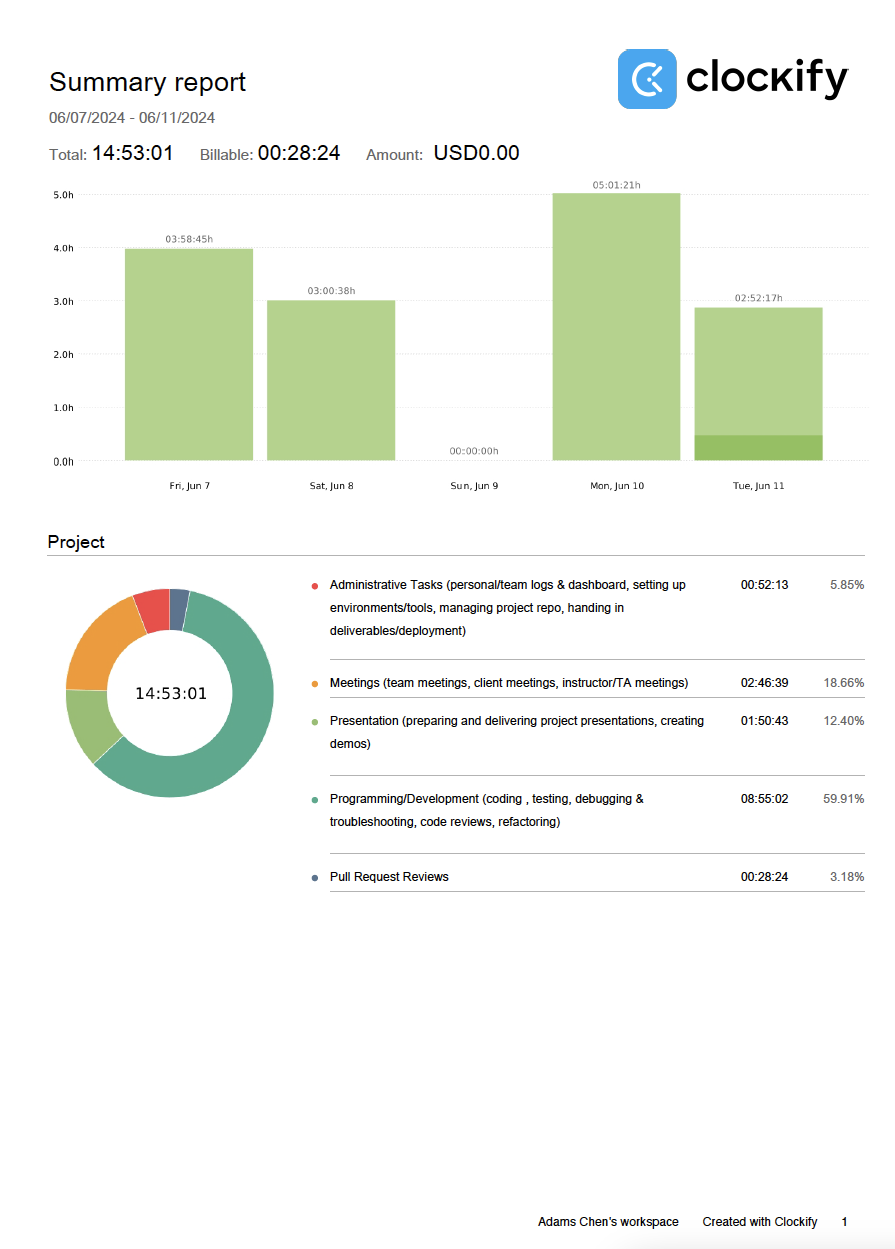 Summary report
clockify
06/07/2024 - 06/11/2024
Total: 14:53:01 Billable: 00:28:24 Amount: USD0.00
05:01:21h
5.0h
03:58:45h
4.0h
03:00:38h
02:52:17h
3.0h
2.0h
1.0h
00:00:00h
0.0h
Fri, Jun 7 Sat, Jun 8 Sun, Jun 9 Mon, Jun 10 Tue, Jun 11
Project
14:53:01
Administrative Tasks (personal/team logs & dashboard, setting up 00:52:13 5.85%
environments/tools, managing project repo, handing in
deliverables/deployment)
Meetings (team meetings, client meetings, instructor/TA meetings) 02:46:39 18.66%
Presentation (preparing and delivering project presentations, creating 01:50:43 12.40%
demos)
Programming/Development (coding , testing, debugging & 08:55:02 59.91%
troubleshooting, code reviews, refactoring)
Pull Request Reviews 00:28:24 3.18%
Adams Chen's workspace Created with Clockify 1